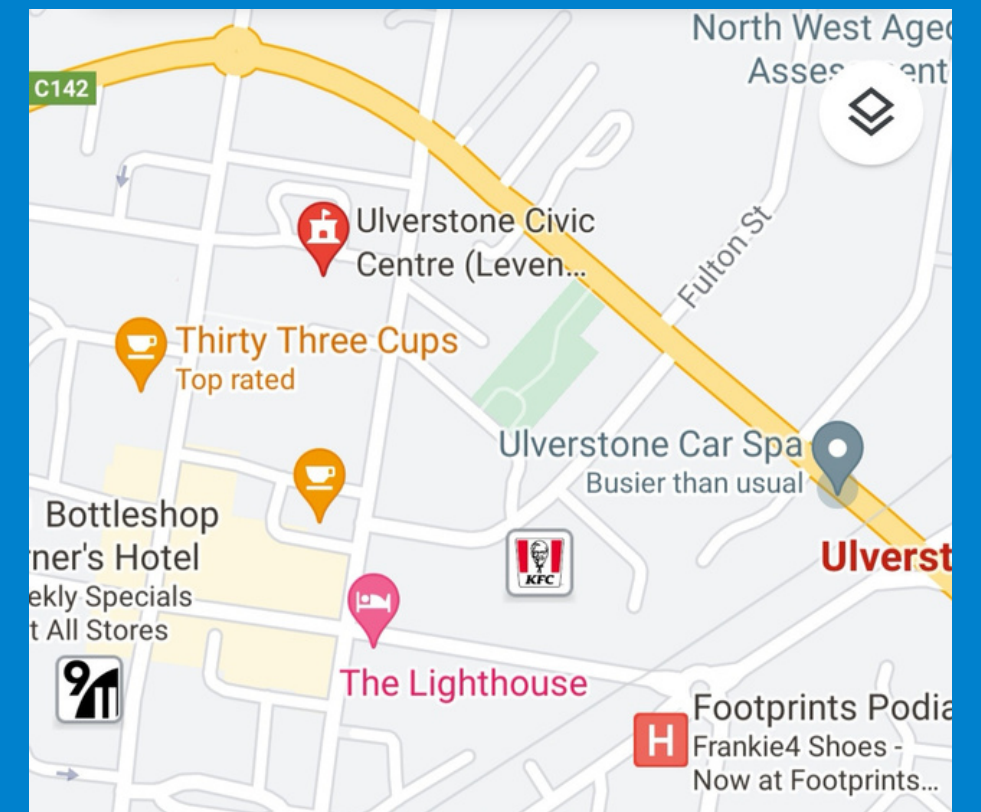 North West Aged
C142
Ulverstone Civic
Centre (Leven...
Fulton St
Thirty Three Cups
Top rated
Ulverstone Car Spa
Busier than usual
Bottleshop
rner's Hotel
ekly Specials
t All Stores
Ulverst
KFC
9/
The Lighthouse
Footprints Podia
H
Frankie4 Shoes -
Now at Footprints...